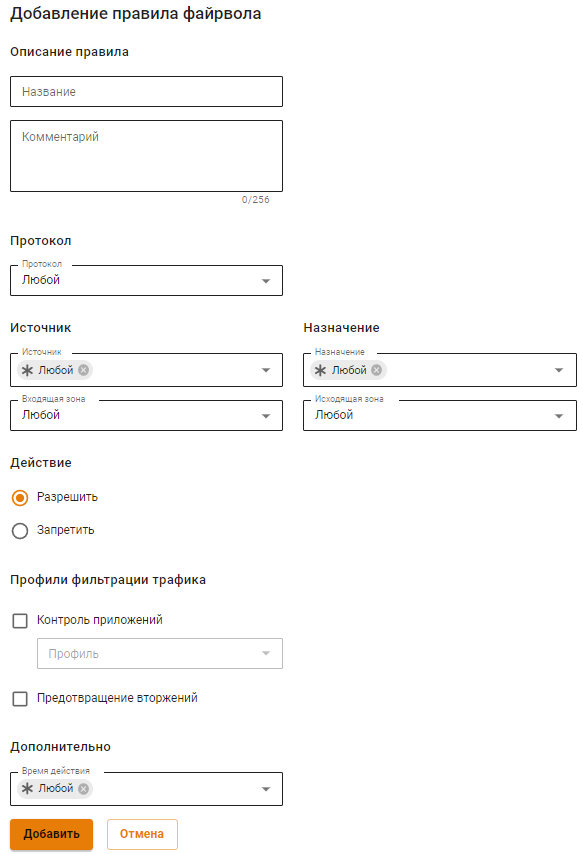 Добавление правила файрвола
Описание правила
Название
Комментарий
0/256
Протокол
Протокол
Любой
Источник
Источник
Любой
Входящая зона
Любой
Назначение
Назначение
Любой
Исходящая зона
Любой
Действие
Разрешить
Запретить
Профили фильтрации трафика
Контроль приложений
Профиль
Предотвращение вторжений
Дополнительно
Время действия
Любой
Добавить
Отмена